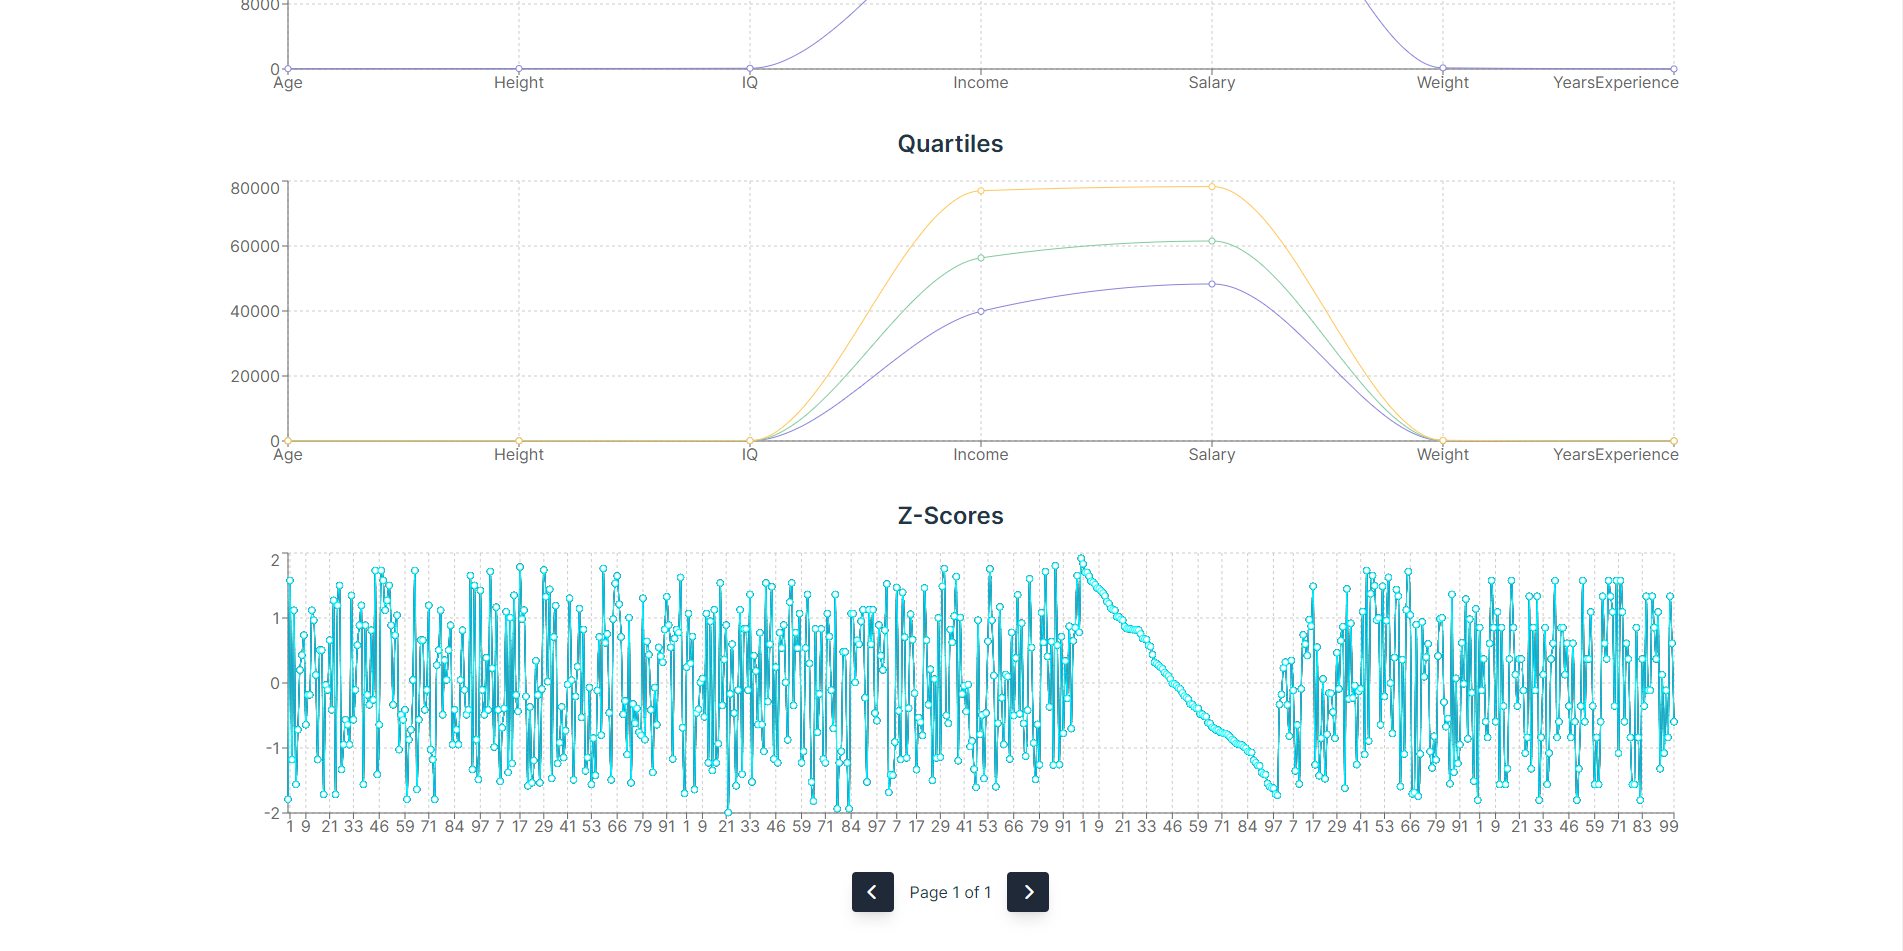 8000
0
Age Height IQ Income Salary Weight YearsExperience
Quartiles
80000
60000
40000
20000
0
Age Height IQ Income Salary Weight YearsExperience
Z-Scores
2
1
0
-1
-2
1 9 21 33 46 59 71 84 97 7 17 29 41 53 66 79 91 1 9 21 33 46 59 71 84 97 7 17 29 41 53 66 79 91 1 9 21 33 46 59 71 84 97 7 17 29 41 53 66 79 91 1 9 21 33 46 59 71 83 99
Page 1 of 1